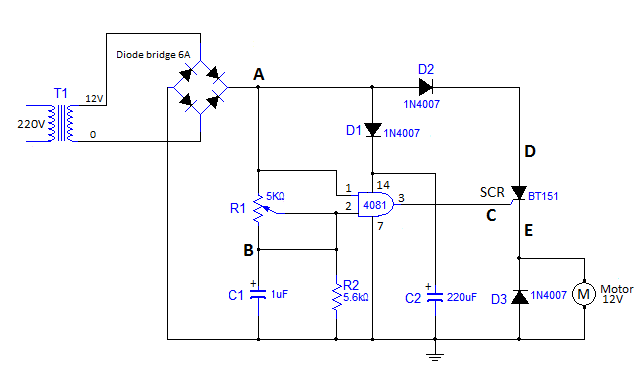 Diode bridge 6A
A
D2
T1
12V
1N4007
220V
D1
1N4007
0
D
14
5KΩ
1
SCR
BT151
R1
3
2
4081
C
7
E
B
+
R2
+
C1
1uF
5.6kΩ
C2
220uF
D3
1N4007
M
Motor
12V